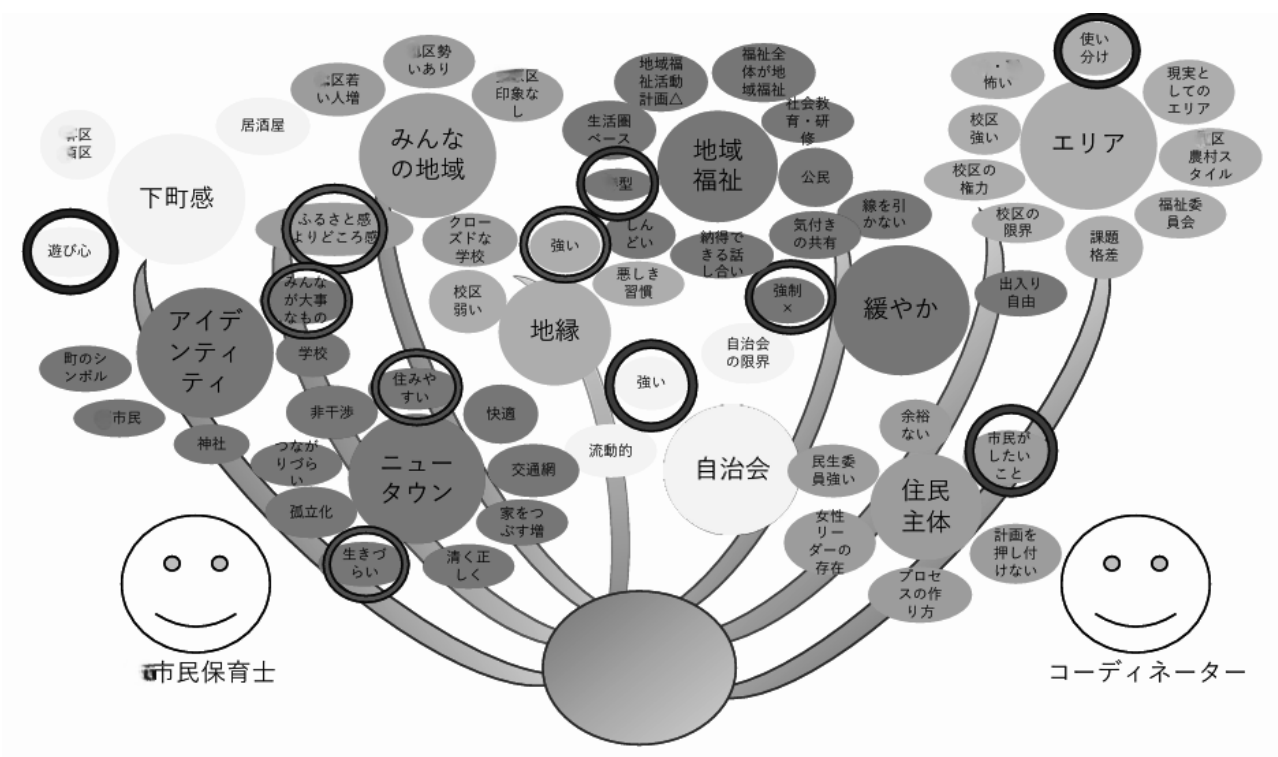 区勢
いあり
区若
い人増
区
印象な
し
みんな
の地域
居酒屋
区
区
下町感
遊び心
ふるさと感
よりどころ感
みんな
が大事
なもの
アイデ
ンティ
ティ
学校
町のシ
ンボル
市民
神社
地域福
祉活動
計画△
福祉全
体が地
域福祉
生活圏
ベース
社会教
育・研
修
地域
福祉
型
公民
しん
どい
納得で
きる話
し合い
気付き
の共有
線を引
かない
クロー
ズドな
学校
強い
悪しき
習慣
校区
弱い
地縁
強制
×
緩やか
出入り
自由
使い
分け
怖い
現実と
しての
エリア
校区
強い
エリア
区
農村ス
タイル
校区の
権力
校区の
限界
福祉委
員会
課題
格差
自治会
の限界
強い
流動的
自治会
非干渉
住みや
すい
快適
つなが
りづら
い
ニュー
タウン
交通網
孤立化
家をつ
ぶす増
生きづ
らい
清く正
しく
余裕
ない
市民が
したい
こと
民生委
員強い
住民
主体
女性
リー
ダーの
存在
計画を
押し付
けない
プロセ
スの作
り方
市民保育士
コーディネーター